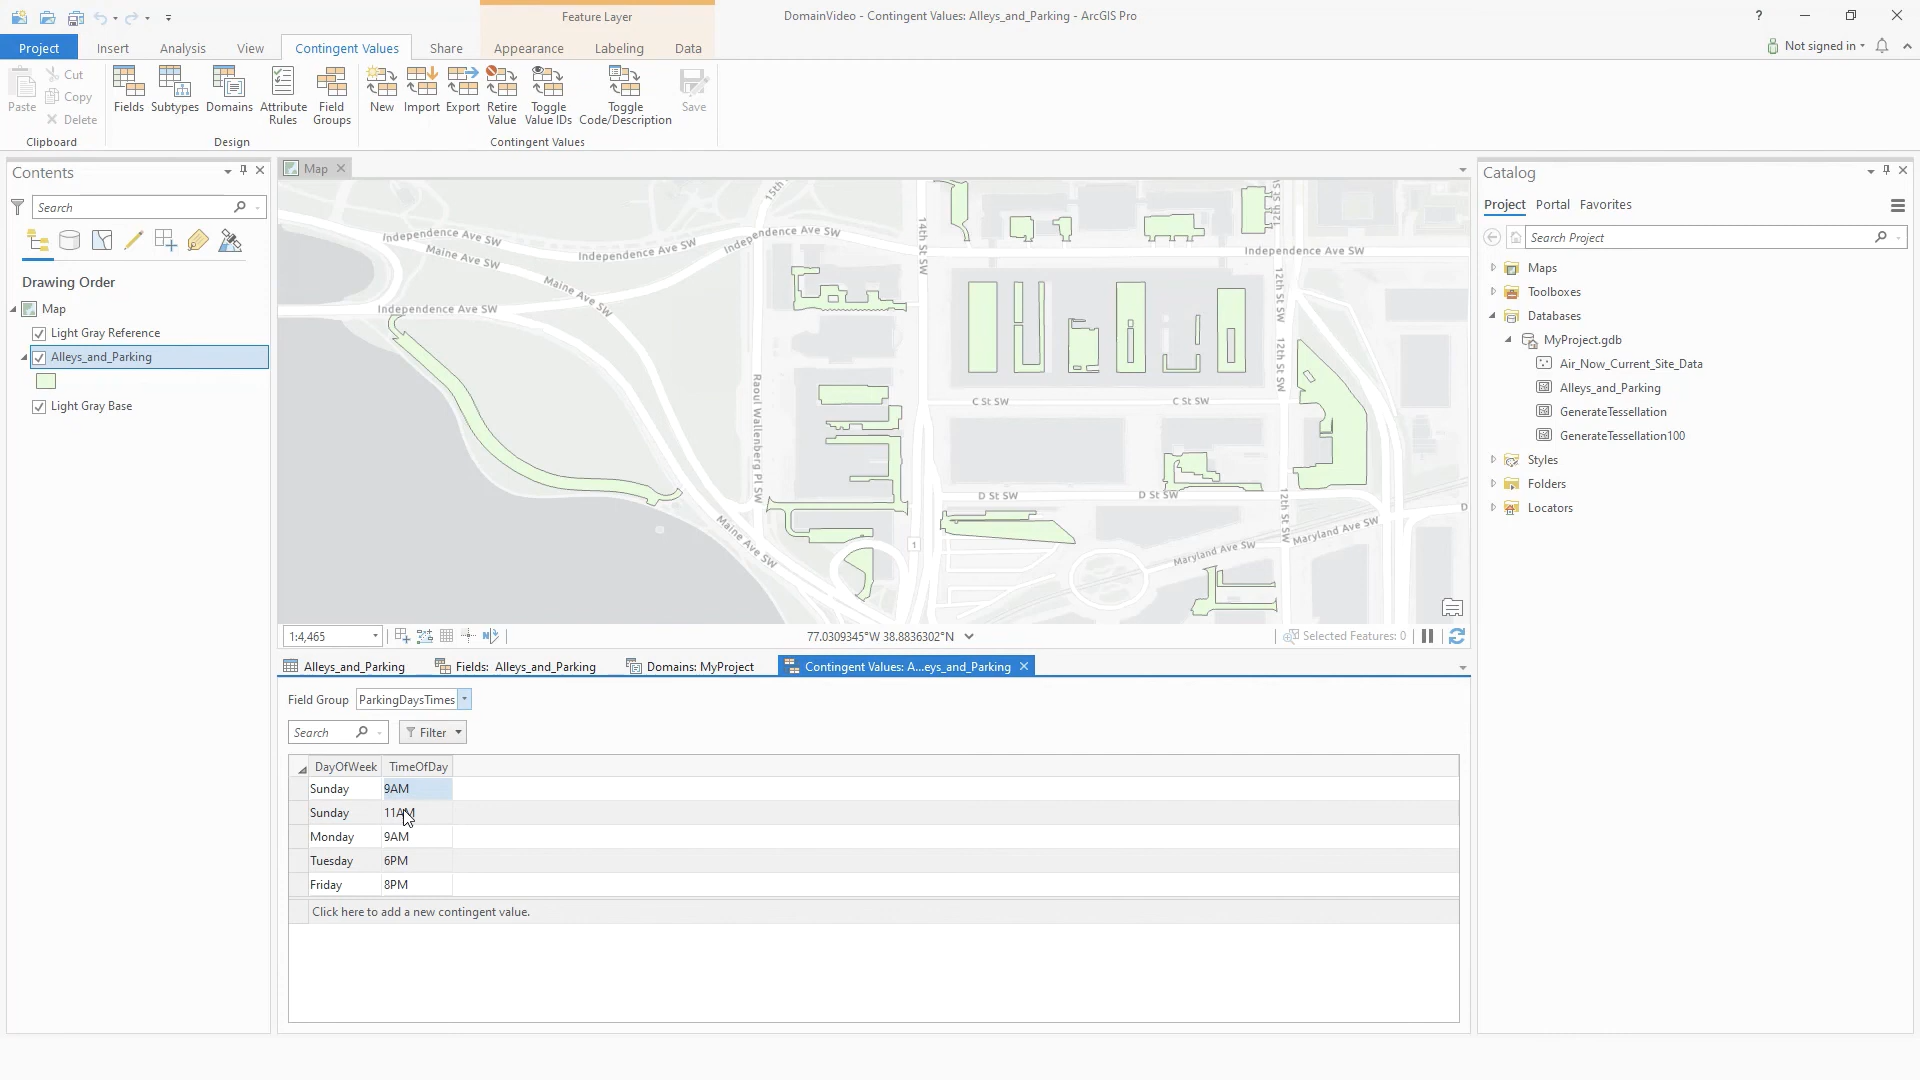 Feature Layer
DomainVideo - Contingent Values: Alleys_and_Parking - ArcGIS Pro
?
Project
Insert
Analysis
View
Contingent Values
Share
Appearance
Labeling
Data
Not signed in
Paste
Cut
Copy
Delete
Clipboard
Fields
Subtypes
Domains
Attribute Rules
Field Groups
Design
New
Import
Export
Retire Value
Toggle Value IDs
Toggle Code/Description
Save
Contingent Values
Contents
Search
Drawing Order
Map
Light Gray Reference
Alleys_and_Parking
Light Gray Base
Map
15th
Independence Ave SW
Maine Ave SW
Independence Ave SW
Independence Ave SW
Maine Ave SW
Independence Ave SW
14th St SW
12th St SW
Independence Ave SW
12th St SW
12th St SW
Raoul Wallenberg Pl SW
C St SW
C St SW
D St SW
D St SW
12th St SW
D
Maine Ave SW
1
Maryland Ave SW
Maryland Ave SW
1:4,465
77.0309345°W 38.8836302°N
Selected Features: 0
Alleys_and_Parking
Fields: Alleys_and_Parking
Domains: MyProject
Contingent Values: A...eys_and_Parking
Field Group
ParkingDaysTimes
Search
Filter
DayOfWeek TimeOfDay
Sunday 9AM
Sunday 11AM
Monday 9AM
Tuesday 6PM
Friday 8PM
Click here to add a new contingent value.
Catalog
Project
Portal
Favorites
Search Project
Maps
Toolboxes
Databases
MyProject.gdb
Air_Now_Current_Site_Data
Alleys_and_Parking
GenerateTessellation
GenerateTessellation100
Styles
Folders
Locators